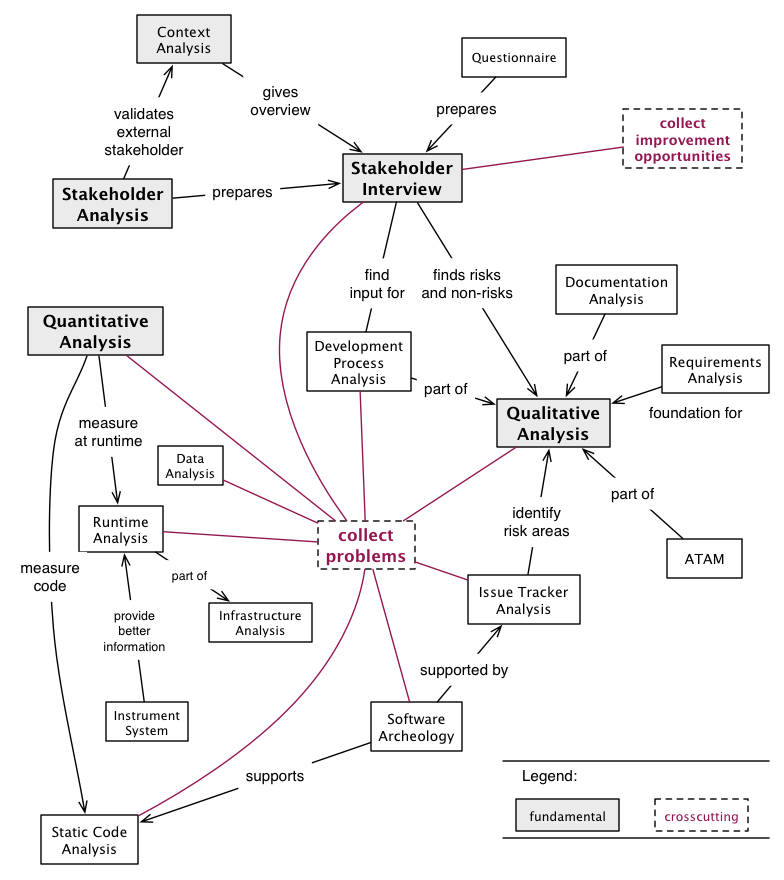 Context
Analysis
Questionnaire
gives
overview
validates
external
stakeholder
prepares
collect
improvement
opportunities
Stakeholder
Interview
Stakeholder
Analysis
prepares
find
input for
finds risks
and non-risks
Documentation
Analysis
Quantitative
Analysis
Development
Process
Analysis
part of
Requirements
Analysis
part of
foundation for
Qualitative
Analysis
measure
at runtime
Data
Analysis
part of
identify
risk areas
Runtime
Analysis
collect
problems
ATAM
measure
code
part of
Issue Tracker
Analysis
provide
better
information
Infrastructure
Analysis
supported by
Instrument
System
Software
Archeology
supports
Legend:
fundamental
crosscutting
Static Code
Analysis